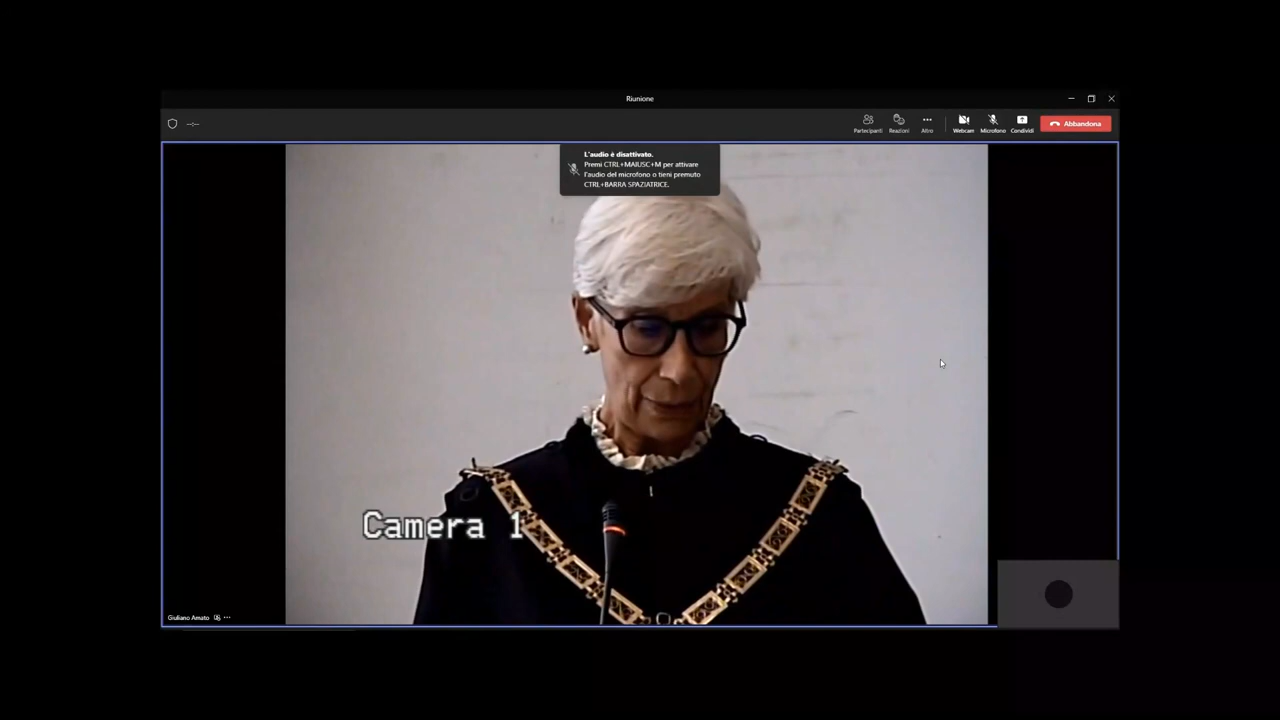 Riunione
Partecipanti
Reazioni
Altro
Webcam
Microfono
Condividi
Abbandona
L'audio è disattivato.
Premi CTRL+MAIUSC+M per attivare
l'audio del microfono o tieni premuto
CTRL+BARRA SPAZIATRICE.
Camera 1
Giuliano Amato